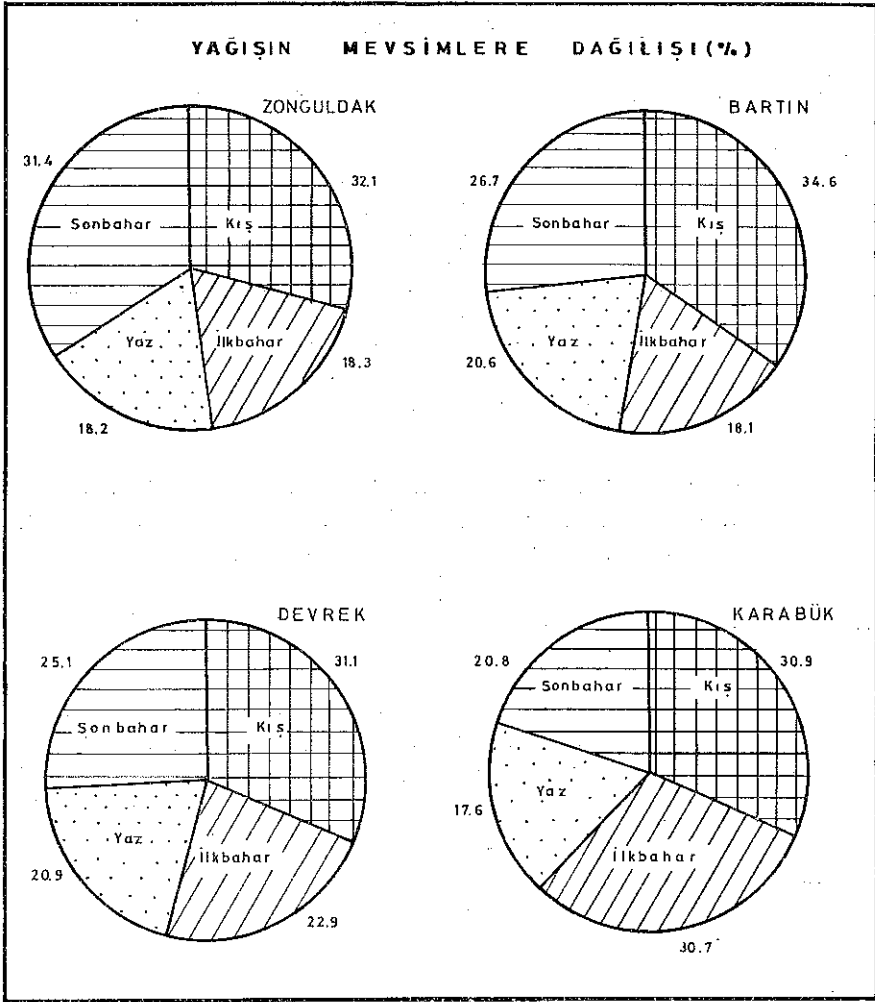 YAĞIŞIN MEVSİMLERE DAĞILIŞI (%)
ZONGULDAK
31.4
32.1
Sonbahar
Kış
Yaz
İlkbahar
18.3
18.2
BARTIN
26.7
34.6
Sonbahar
Kış
Yaz
İlkbahar
20.6
18.1
DEVREK
25.1
31.1
Sonbahar
Kış
Yaz
İlkbahar
20.9
22.9
KARABÜK
20.8
30.9
Sonbahar
Kış
Yaz
17.6
İlkbahar
30.7